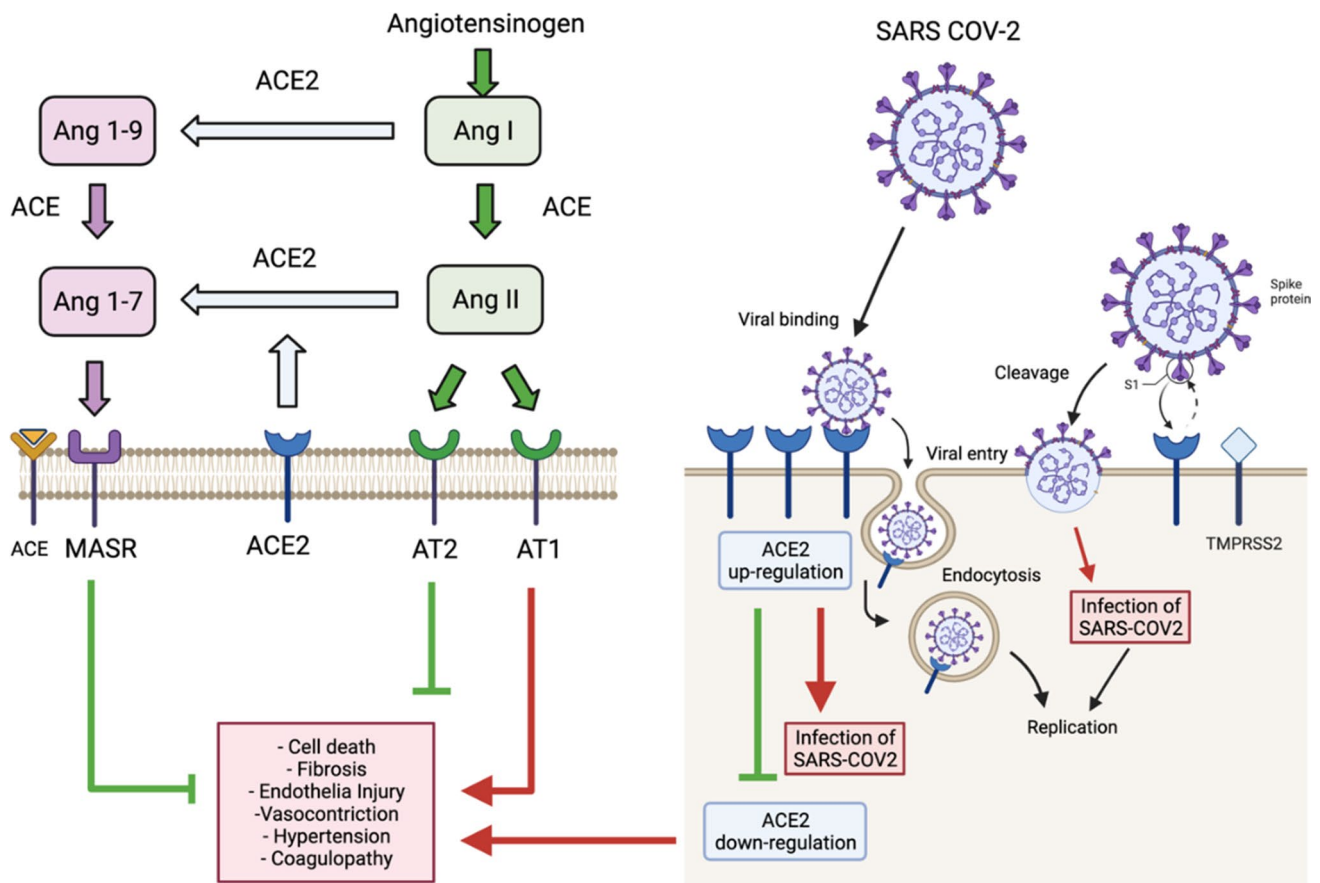 Angiotensinogen
ACE2
Ang 1-9
Ang I
ACE
ACE
ACE2
Ang 1-7
Ang II
ACE
MASR
ACE2
AT2
AT1
- Cell death
- Fibrosis
- Endothelia Injury
-Vasocontriction
- Hypertension
- Coagulopathy
SARS COV-2
Viral binding
Spike
protein
S1
Cleavage
Viral entry
TMPRSS2
ACE2
up-regulation
Endocytosis
Infection of
SARS-COV2
Replication
Infection of
SARS-COV2
ACE2
down-regulation